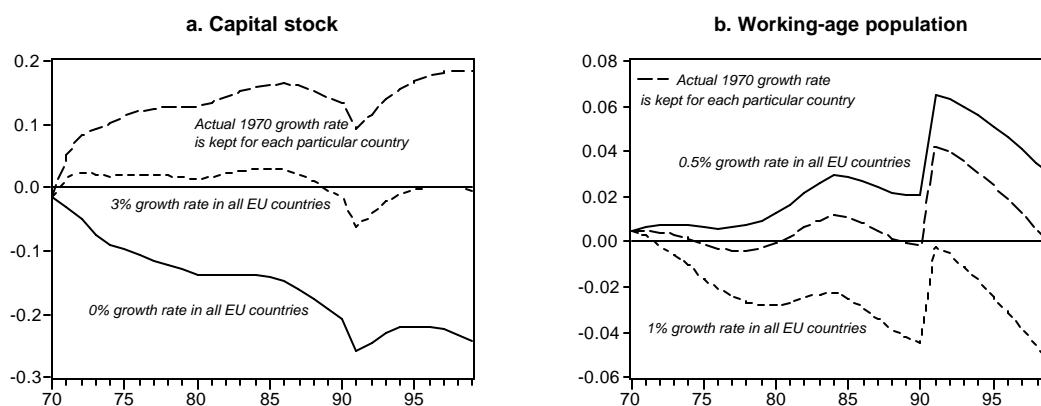 a. Capital stock
0.2
0.1
0.0
-0.1
-0.2
-0.3
Actual 1970 growth rate
is kept for each particular country
3% growth rate in all EU countries
0% growth rate in all EU countries
70 75 80 85 90 95
b. Working-age population
0.08
0.06
0.04
0.02
0.00
-0.02
-0.04
-0.06
Actual 1970 growth rate
is kept for each particular country
0.5% growth rate in all EU countries
1% growth rate in all EU countries
70 75 80 85 90 95